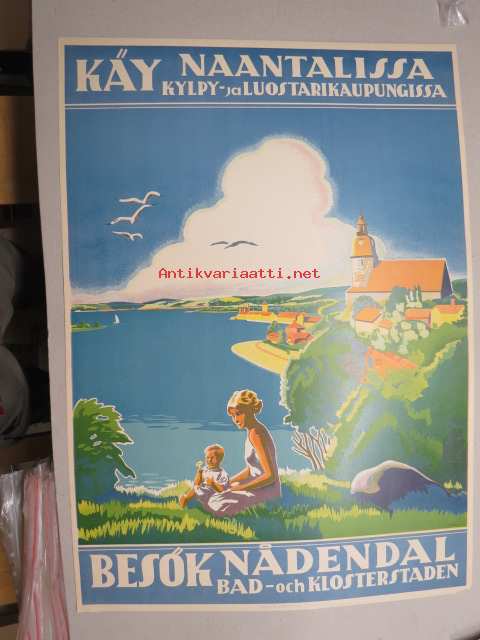 KÄY NAANTALISSA
KYLPY-ja LUOSTARIKAUPUNGISSA
Antikvariaatti.net
BESÖK NÅDENDAL
BAD-och KLOSTERSTADEN